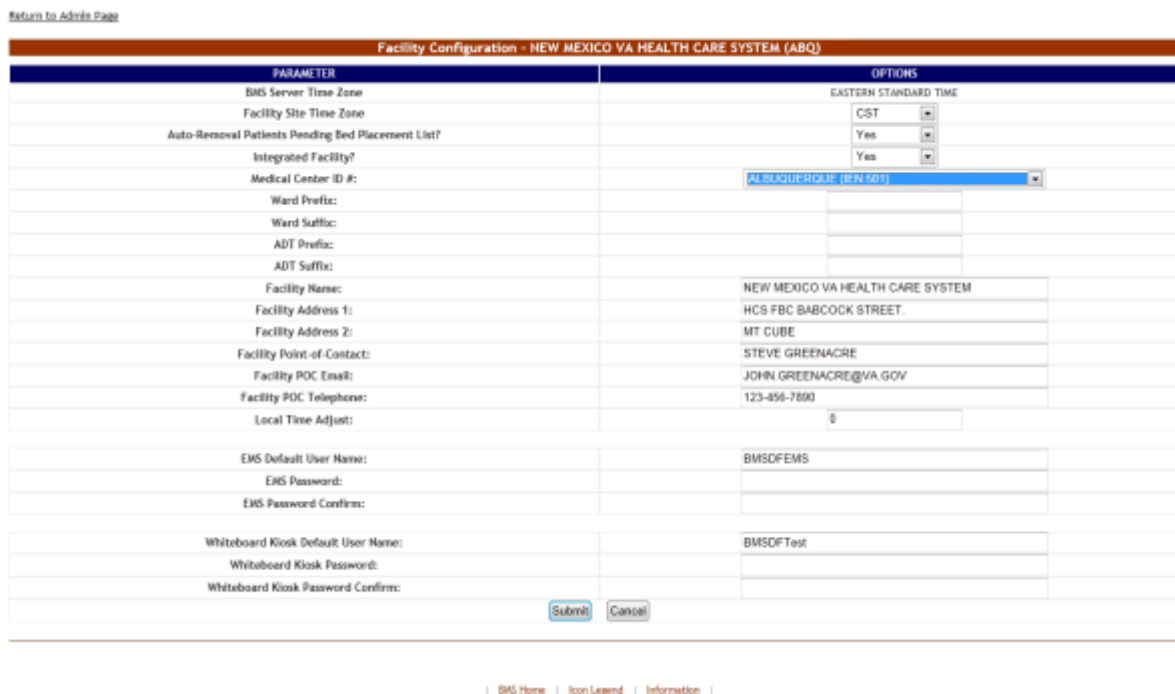 Return to Admin Page
Facility Configuration - NEW MEXICO VA HEALTH CARE SYSTEM (ABQ)
PARAMETER OPTIONS
BMS Server Time Zone EASTERN STANDARD TIME
Facility Site Time Zone CST
Auto-Removal Patients Pending Bed Placement List? Yes
Integrated Facility? Yes
Medical Center ID #: ALBUQUERQUE (IEN:501)
Ward Prefix:
Ward Suffix:
ADT Prefix:
ADT Suffix:
Facility Name: NEW MEXICO VA HEALTH CARE SYSTEM
Facility Address 1: HCS FBC BABCOCK STREET.
Facility Address 2: MT CUBE
Facility Point-of-Contact: STEVE GREENACRE
Facility POC Email: JOHN.GREENACRE@VA.GOV
Facility POC Telephone: 123-456-7890
Local Time Adjust: 0
EMS Default User Name: BMSDFEMS
EMS Password:
EMS Password Confirm:
Whiteboard Kiosk Default User Name: BMSDFTest
Whiteboard Kiosk Password:
Whiteboard Kiosk Password Confirm:
Submit Cancel
| BMS Home | Icon Legend | Information |